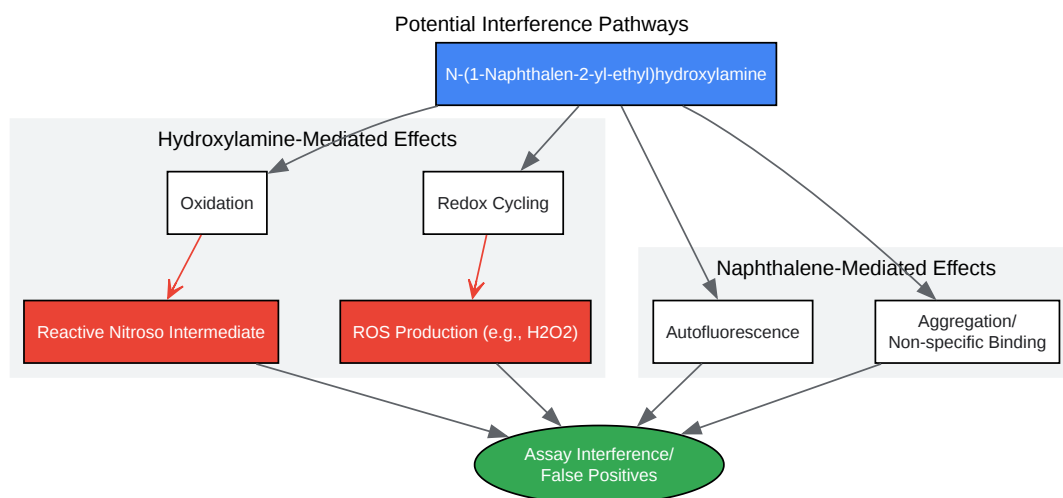 Potential Interference Pathways
N-(1-Naphthalen-2-yl-ethyl)hydroxylamine
Hydroxylamine-Mediated Effects
Oxidation
Redox Cycling
Naphthalene-Mediated Effects
Reactive Nitroso Intermediate
ROS Production (e.g., H2O2)
Autofluorescence
Aggregation/
Non-specific Binding
Assay Interference/
False Positives